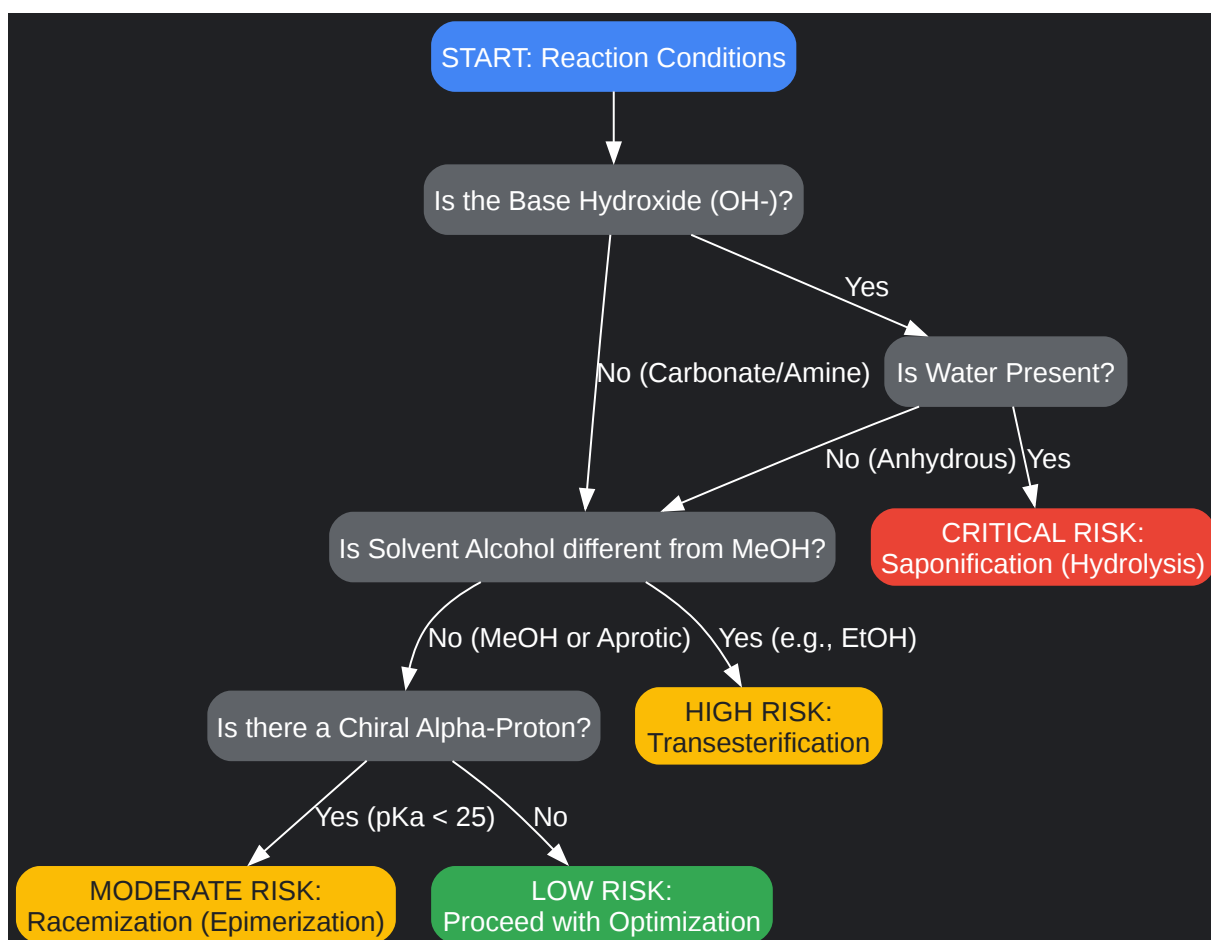 START: Reaction Conditions
Is the Base Hydroxide (OH-)?
Yes
No (Carbonate/Amine)
Is Water Present?
No (Anhydrous)
Yes
CRITICAL RISK:
Saponification (Hydrolysis)
Is Solvent Alcohol different from MeOH?
No (MeOH or Aprotic)
Yes (e.g., EtOH)
Is there a Chiral Alpha-Proton?
HIGH RISK:
Transesterification
Yes (pKa < 25)
No
MODERATE RISK:
Racemization (Epimerization)
LOW RISK:
Proceed with Optimization